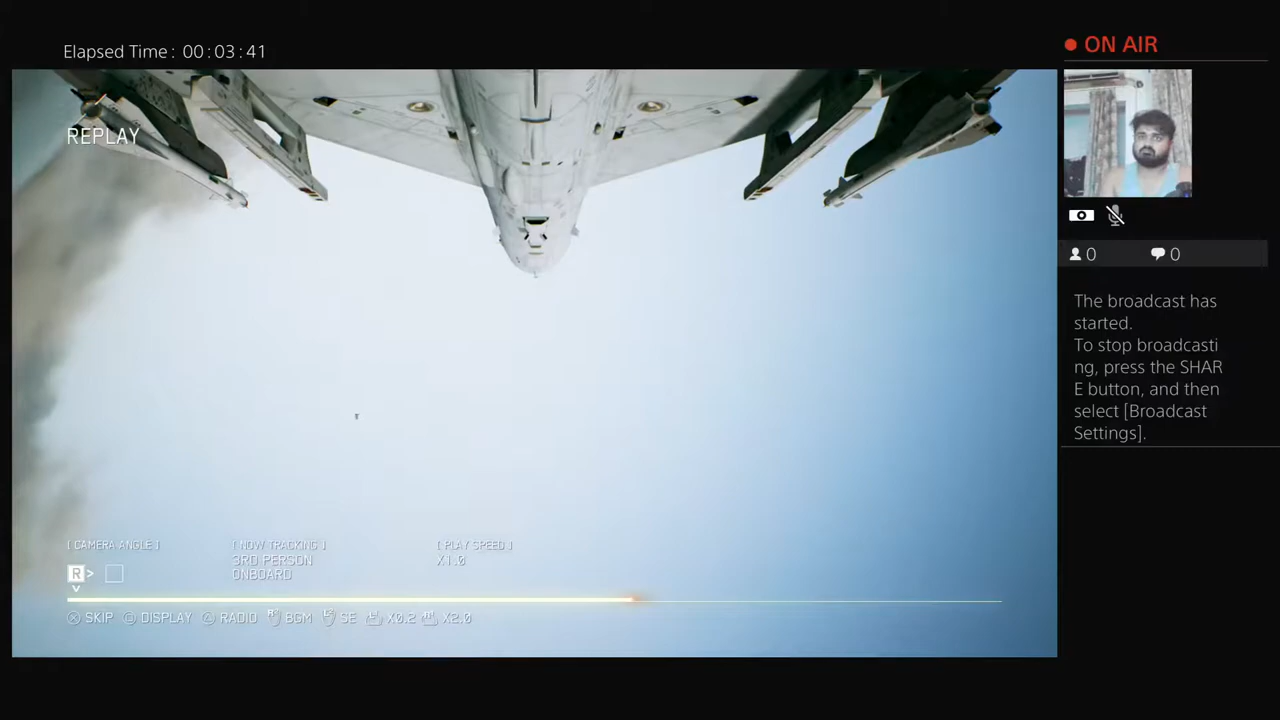 Elapsed Time: 00:03:41
ON AIR
REPLAY
0
0
The broadcast has
started.
To stop broadcasti
ng, press the SHAR
E button, and then
select [Broadcast
Settings].
[ CAMERA ANGLE ]
R >
[ NOW TRACKING ]
3RD PERSON
ONBOARD
[ PLAY SPEED ]
X1.0
SKIP DISPLAY RADIO BGM SE X0.2 X2.0